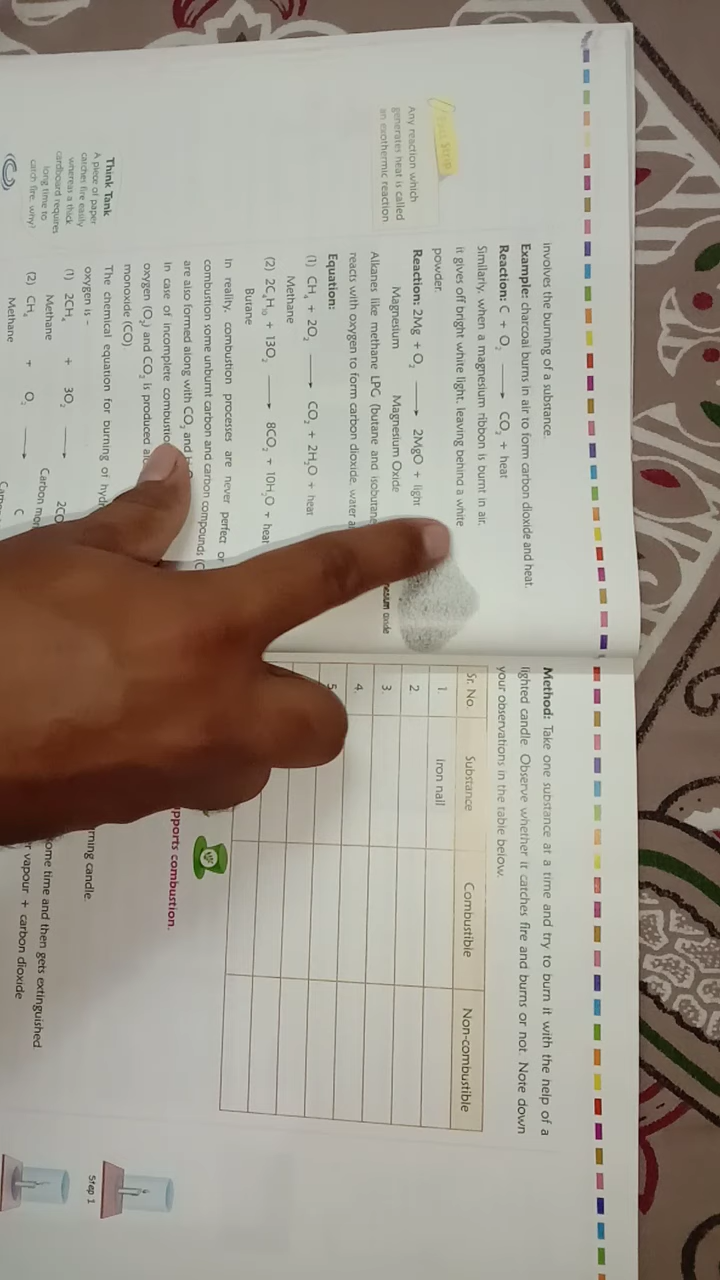 involves the burning of a substance.
Example: charcoal burns in air to form carbon dioxide and heat.
Reaction: C + O₂ ⟶ CO₂ + heat
Similarly, when a magnesium ribbon is burnt in air,
it gives off bright white light, leaving behind a white
powder.
Any reaction which
generates heat is called
an exothermic reaction
Reaction: 2Mg + O₂ ⟶ 2MgO + light
Magnesium Magnesium Oxide
Alkanes like methane LPG (butane and isobutane
reacts with oxygen to form carbon dioxide, water
Equation:
(1) CH₄ + 2O₂ ⟶ CO₂ + 2H₂O + heat
Methane
(2) 2C₄H₁₀ + 13O₂ ⟶ 8CO₂ + 10H₂O + heat
Butane
In reality, combustion processes are never perfect or
combustion some unburnt carbon and carbon compounds
are also formed along with CO₂ and
In case of incomplete
oxygen (O₂) and CO₂ is produced
monoxide (CO)
Think Tank
A piece of paper
catches fire easily
whereas a thick
cardboard requires
long time to
catch fire, why?
The chemical equation for burning of
oxygen is -
(1) 2CH₄ + 3O₂ ⟶ 2CO
Methane Carbon
(2) CH₄ + O₂ ⟶ C
Methane
oxide
Method: Take one substance at a time and try to burn it with the help of a
lighted candle. Observe whether it catches fire and burns or not. Note down
your observations in the table below.
Sr. No. Substance Combustible Non-combustible
1. Iron nail
2.
3.
4.
5.
combustion.
candle.
time and then gets extinguished.
vapour + carbon dioxide
Step 1